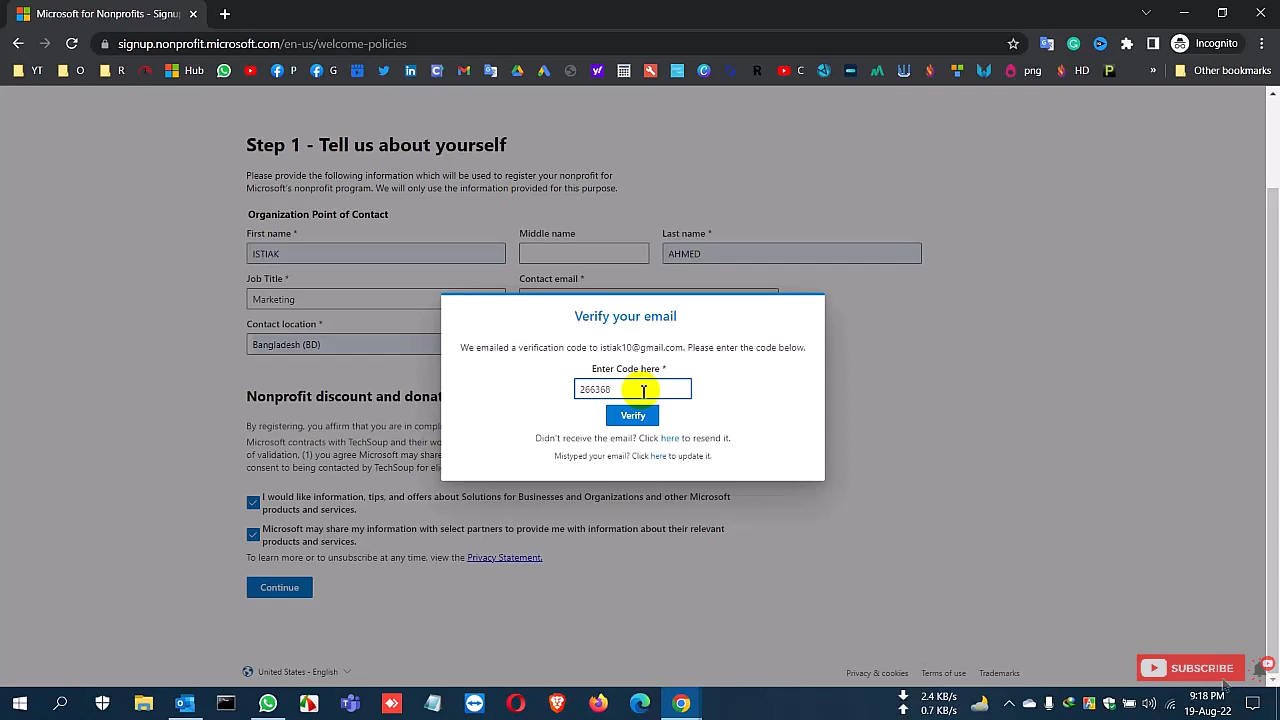 Microsoft for Nonprofits - Signup
signup.nonprofit.microsoft.com/en-us/welcome-policies
Incognito
YT
O
R
Hub
P
G
C
png
HD
Other bookmarks
Step 1 - Tell us about yourself
Please provide the following information which will be used to register your nonprofit for
Microsoft's nonprofit program. We will only use the information provided for this purpose.
Organization Point of Contact
First name *
Middle name
Last name *
ISTIAK
AHMED
Job Title *
Contact email *
Marketing
Contact location *
Bangladesh (BD)
Verify your email
We emailed a verification code to istiak10@gmail.com. Please enter the code below.
Enter Code here *
266368
Verify
Didn't receive the email? Click here to resend it.
Mistyped your email? Click here to update it.
Nonprofit discount and donat
By registering, you affirm that you are in compl
Microsoft contracts with TechSoup and their wo
of validation, (1) you agree Microsoft may share
consent to being contacted by TechSoup for eli
I would like information, tips, and offers about Solutions for Businesses and Organizations and other Microsoft
products and services.
Microsoft may share my information with select partners to provide me with information about their relevant
products and services.
To learn more or to unsubscribe at any time, view the Privacy Statement.
Continue
United States - English
Privacy & cookies
Terms of use
Trademarks
SUBSCRIBE
2.4 KB/s
0.7 KB/s
9:18 PM
19-Aug-22